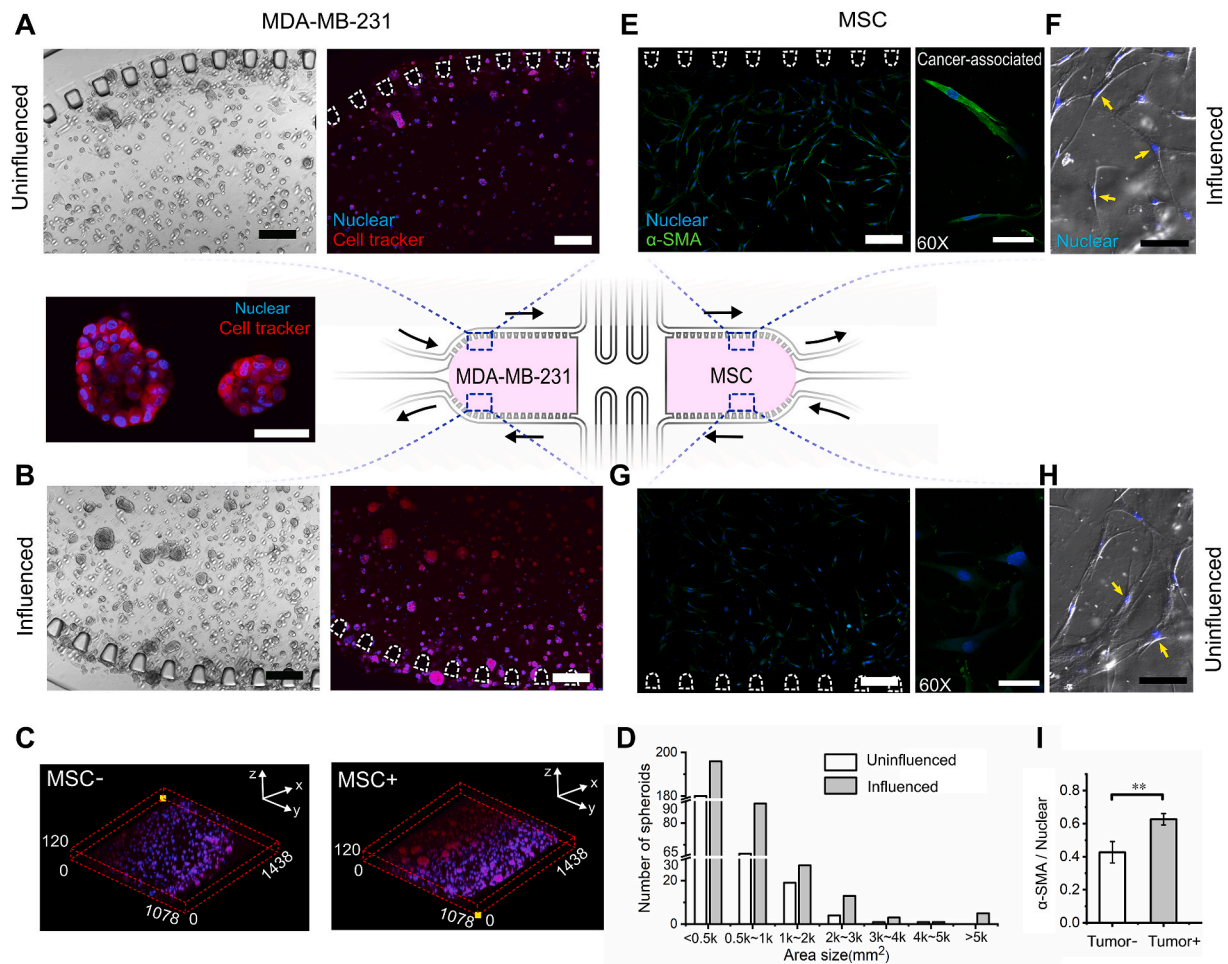 MDA-MB-231
MSC
A
E
F
Uninfluenced
Nuclear
Cell tracker
Nuclear
α-SMA
Cancer-associated
60X
Nuclear
Influenced
Nuclear
Cell tracker
MDA-MB-231
MSC
B
G
H
Influenced
60X
Uninfluenced
C
MSC-
z
x
y
120
0
1078
0
1438
MSC+
z
x
y
120
0
1078
0
1438
D
Number of spheroids
200
180
90
65
30
20
0
Uninfluenced
Influenced
<0.5k 0.5k~1k 1k~2k 2k~3k 3k~4k 4k~5k >5k
Area size(mm²)
I
α-SMA / Nuclear
0.8
0.6
0.4
0.2
0.0
**
Tumor- Tumor+